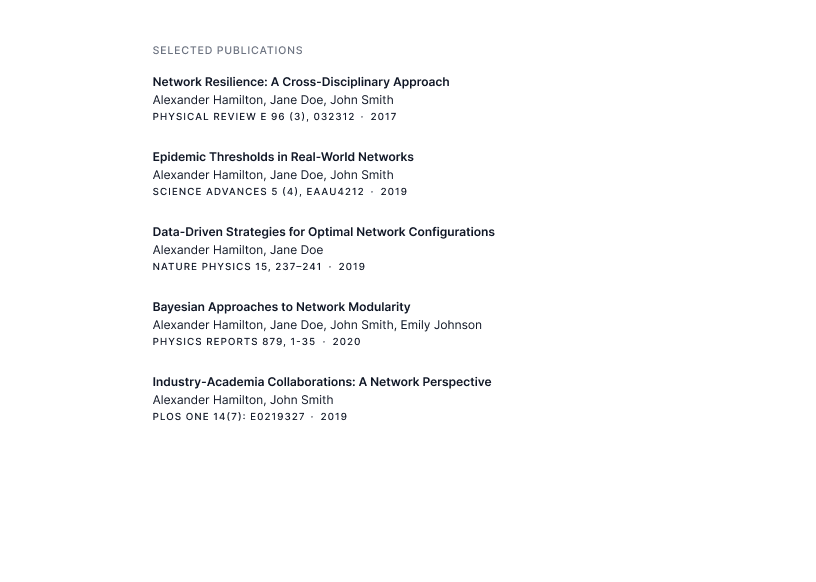 SELECTED PUBLICATIONS
Network Resilience: A Cross-Disciplinary Approach
Alexander Hamilton, Jane Doe, John Smith
PHYSICAL REVIEW E 96 (3), 032312 · 2017
Epidemic Thresholds in Real-World Networks
Alexander Hamilton, Jane Doe, John Smith
SCIENCE ADVANCES 5 (4), EAAU4212 · 2019
Data-Driven Strategies for Optimal Network Configurations
Alexander Hamilton, Jane Doe
NATURE PHYSICS 15, 237–241 · 2019
Bayesian Approaches to Network Modularity
Alexander Hamilton, Jane Doe, John Smith, Emily Johnson
PHYSICS REPORTS 879, 1-35 · 2020
Industry-Academia Collaborations: A Network Perspective
Alexander Hamilton, John Smith
PLOS ONE 14(7): E0219327 · 2019